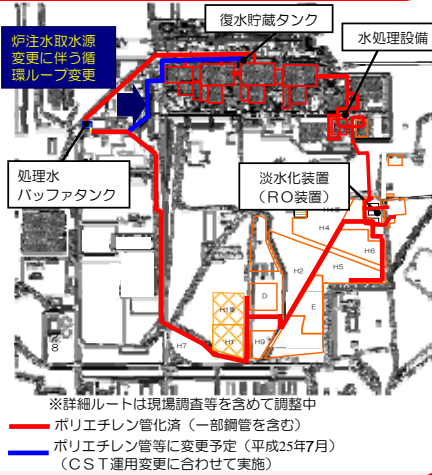 炉注水取水源
変更に伴う循
環ループ変更
復水貯蔵タンク
水処理設備
処理水
バッファタンク
淡水化装置
（ＲＯ装置）
H4
H2
H5
H6
D
E
H1東
H1
H9
H7
8
※詳細ルートは現場調査等を含めて調整中
ポリエチレン管化済（一部鋼管を含む）
ポリエチレン管等に変更予定（平成25年7月）
（ＣＳＴ運用変更に合わせて実施）